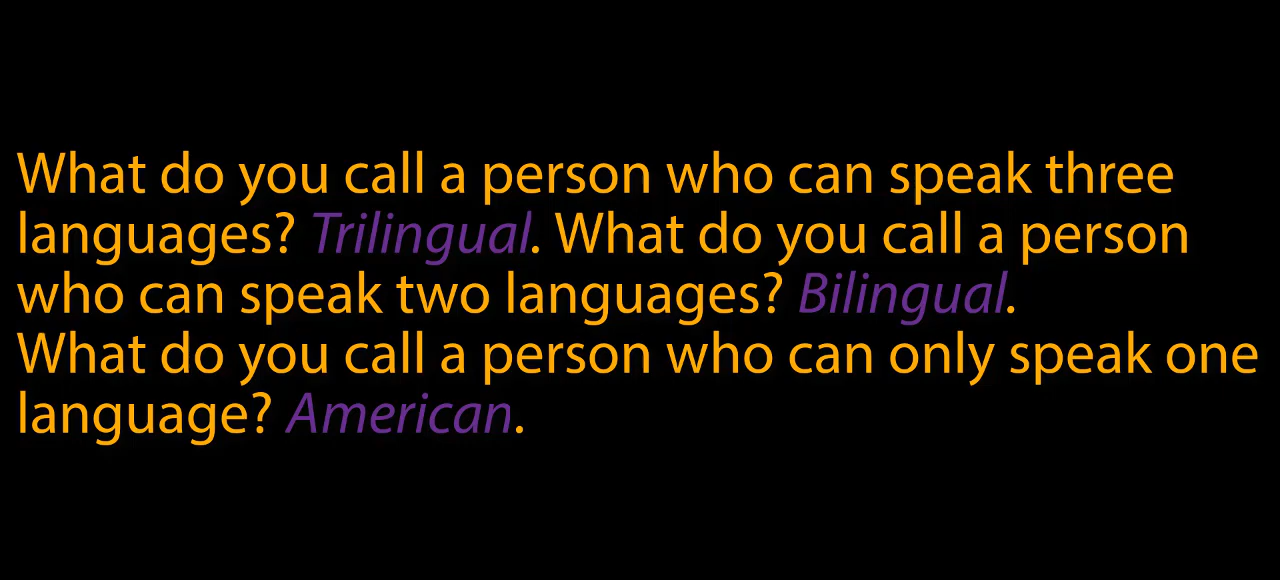 What do you call a person who can speak three
languages? Trilingual. What do you call a person
who can speak two languages? Bilingual.
What do you call a person who can only speak one
language? American.